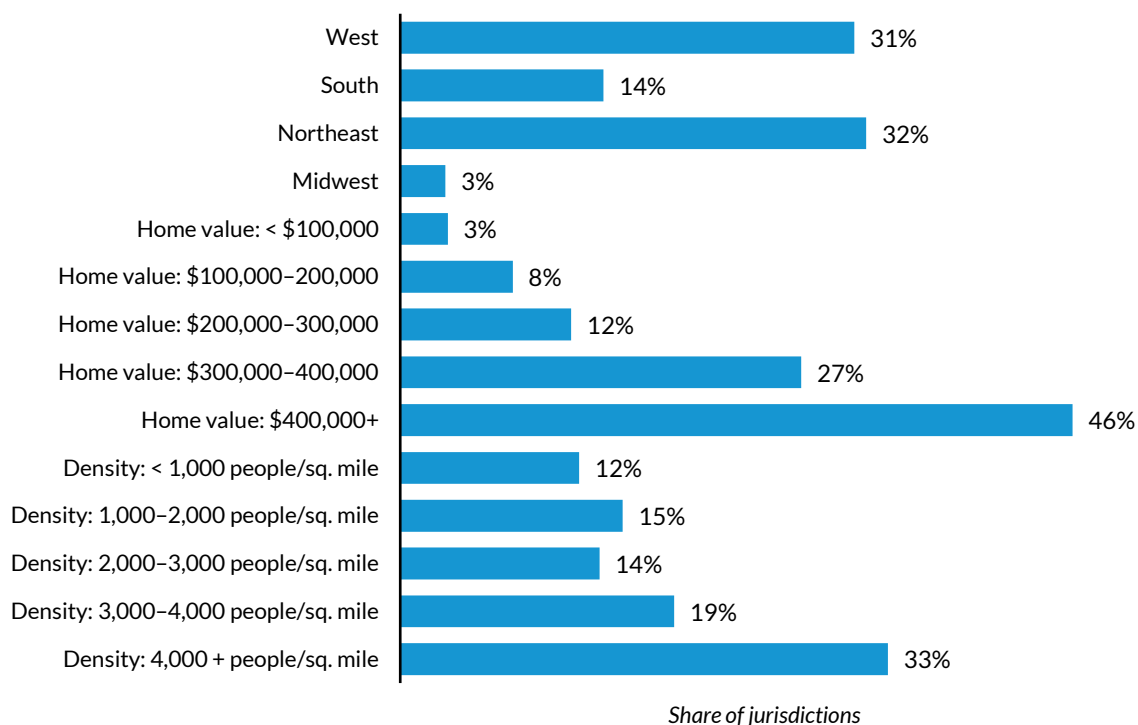 West 31%
South 14%
Northeast 32%
Midwest 3%
Home value: < $100,000 3%
Home value: $100,000–200,000 8%
Home value: $200,000–300,000 12%
Home value: $300,000–400,000 27%
Home value: $400,000+ 46%
Density: < 1,000 people/sq. mile 12%
Density: 1,000–2,000 people/sq. mile 15%
Density: 2,000–3,000 people/sq. mile 14%
Density: 3,000–4,000 people/sq. mile 19%
Density: 4,000 + people/sq. mile 33%
Share of jurisdictions